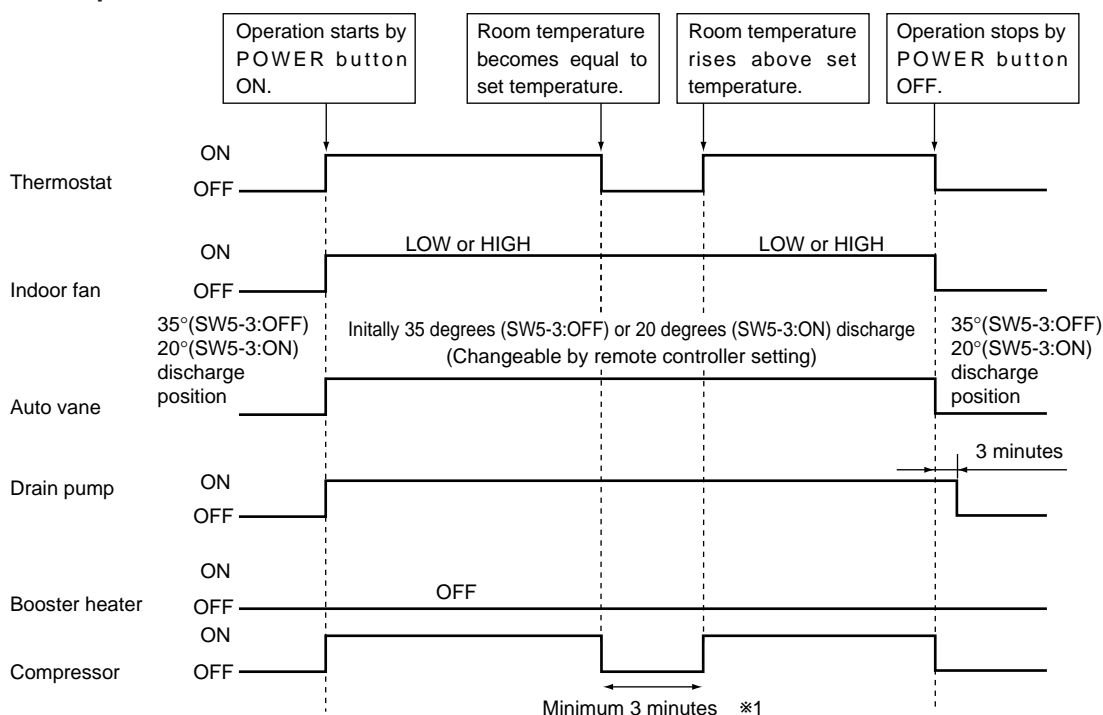 Operation starts by
POWER button
ON.
Room temperature
becomes equal to
set temperature.
Room temperature
rises above set
temperature.
Operation stops by
POWER button
OFF.
ON
Thermostat
OFF
ON
LOW or HIGH
LOW or HIGH
Indoor fan
OFF
35°(SW5-3:OFF)
20°(SW5-3:ON)
discharge
position
Initally 35 degrees (SW5-3:OFF) or 20 degrees (SW5-3:ON) discharge
(Changeable by remote controller setting)
35°(SW5-3:OFF)
20°(SW5-3:ON)
discharge
position
Auto vane
3 minutes
Drain pump
ON
OFF
ON
OFF
Booster heater
OFF
ON
Compressor
OFF
Minimum 3 minutes ※1